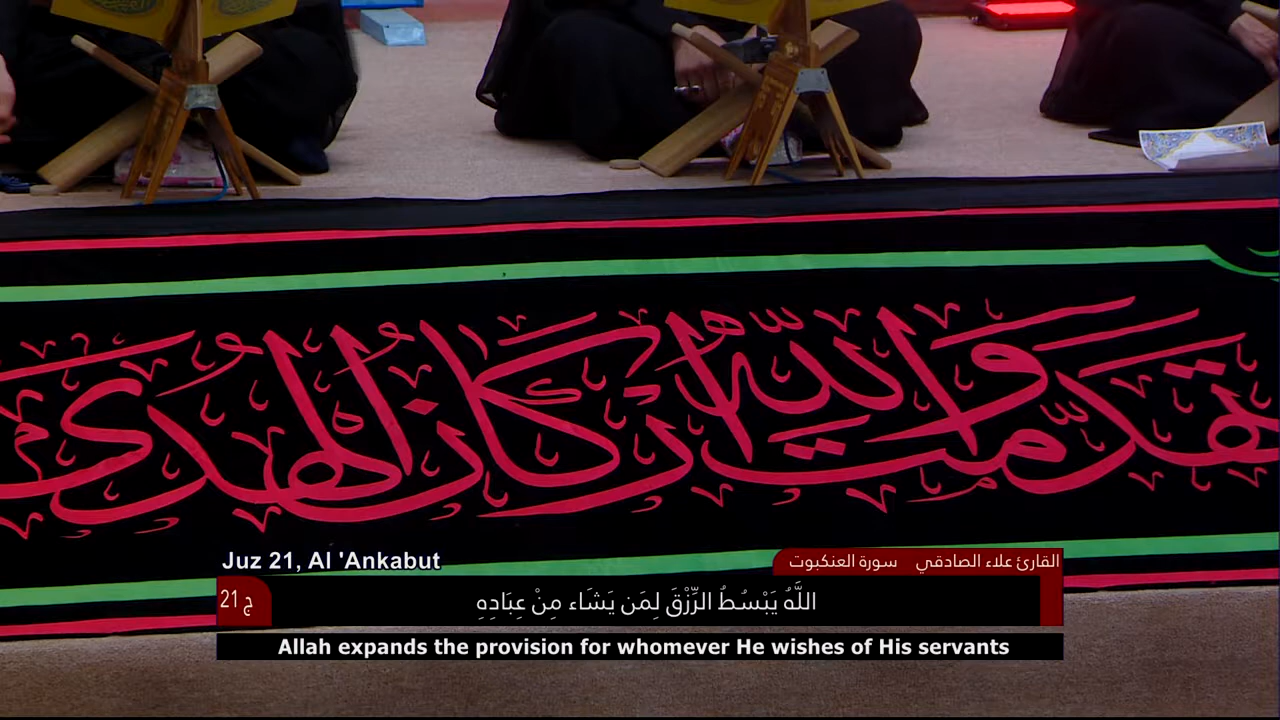 تهدمت والله اركان الهدى
Juz 21, Al 'Ankabut
القارئ علاء الصادقي سورة العنكبوت
ج 21
اللَّهُ يَبْسُطُ الرِّزْقَ لِمَن يَشَاء مِنْ عِبَادِهِ
Allah expands the provision for whomever He wishes of His servants